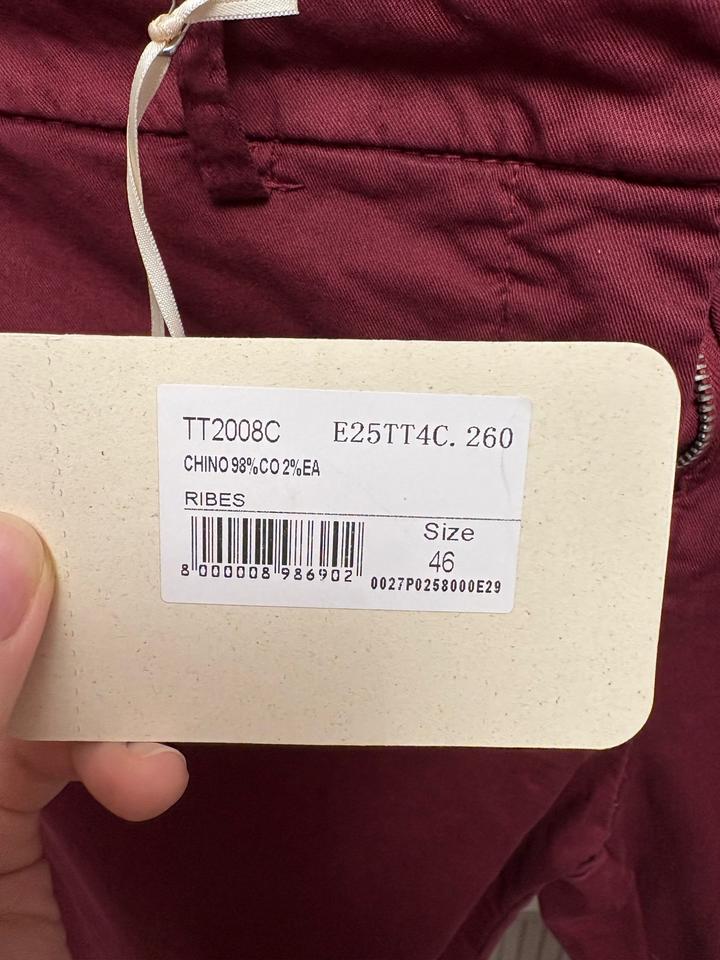 TT2008C E25TT4C. 260
CHINO 98%CO 2%EA
RIBES
Size
46
8 000008 986902
0027P0258000E29